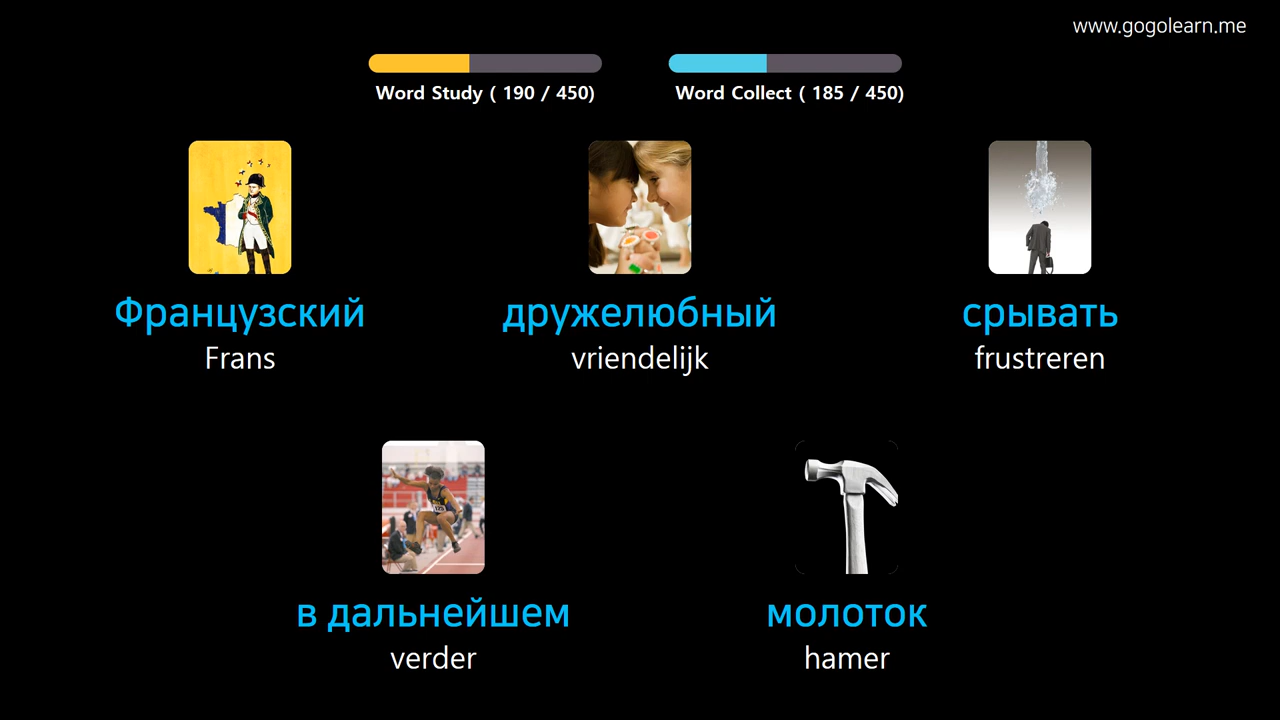 www.gogolearn.me
Word Study ( 190 / 450)
Word Collect ( 185 / 450)
Французский
Frans
дружелюбный
vriendelijk
срывать
frustreren
в дальнейшем
verder
молоток
hamer